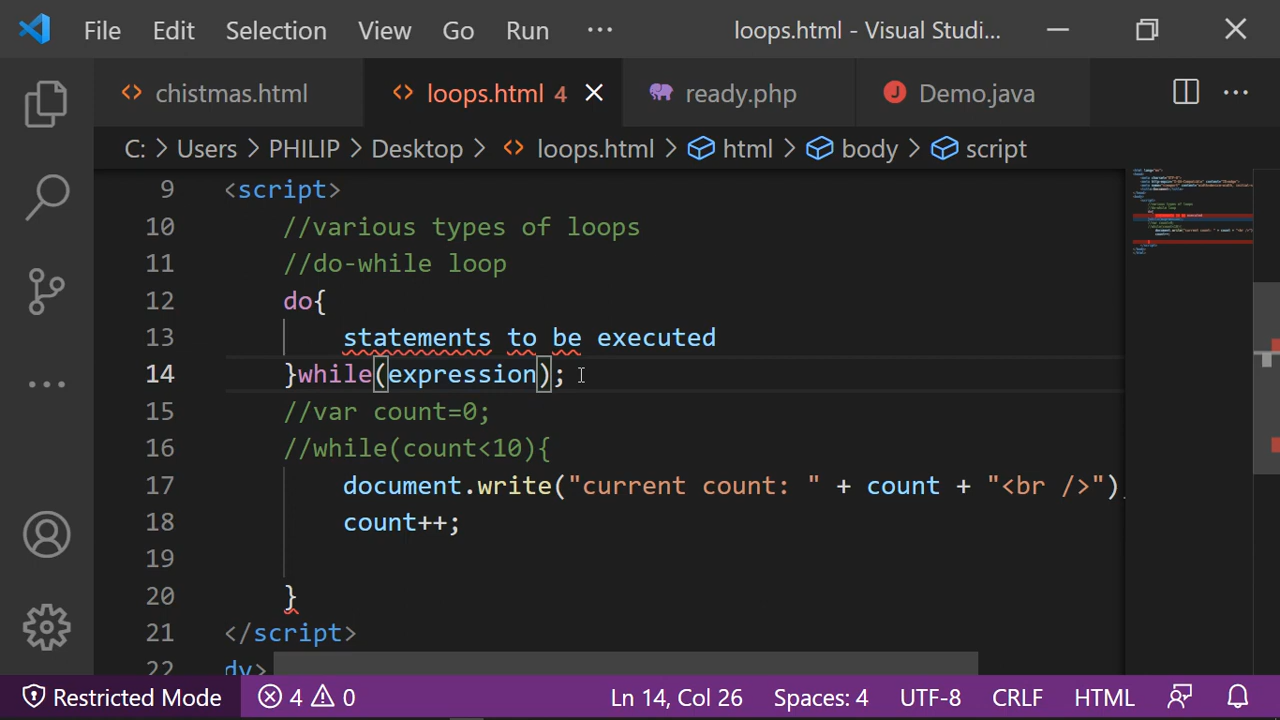 File Edit Selection View Go Run ··· loops.html - Visual Studi...
chistmas.html loops.html 4 ready.php J Demo.java ···
C: > Users > PHILIP > Desktop > loops.html > html > body > script
9 <script>
10 //various types of loops
11 //do-while loop
12 do{
13 statements to be executed
14 }while(expression);
15 //var count=0;
16 //while(count<10){
17 document.write("current count: " + count + "<br />")
18 count++;
19
20 }
21 </script>
22 dy>
Restricted Mode 4 0 Ln 14, Col 26 Spaces: 4 UTF-8 CRLF HTML